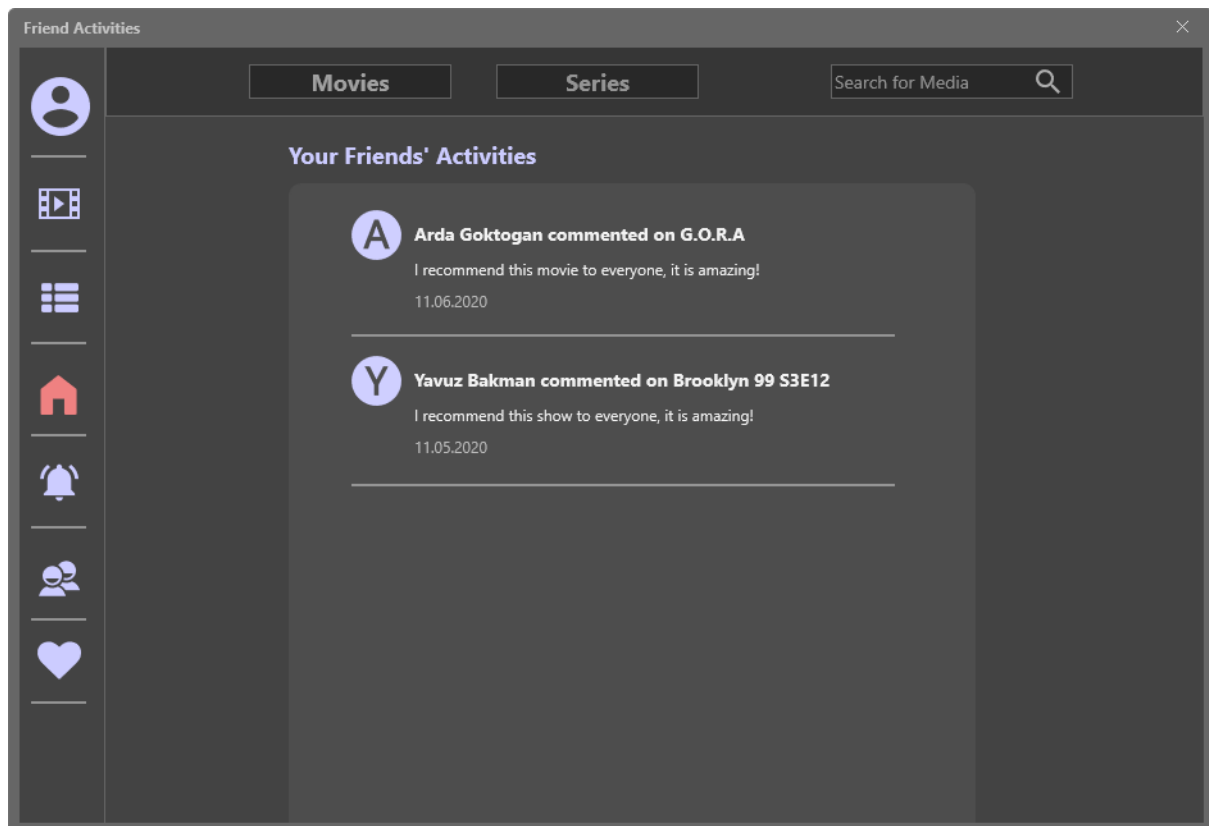 Friend Activities
Movies
Series
Search for Media
Your Friends' Activities
A
Arda Goktogan commented on G.O.R.A
I recommend this movie to everyone, it is amazing!
11.06.2020
Y
Yavuz Bakman commented on Brooklyn 99 S3E12
I recommend this show to everyone, it is amazing!
11.05.2020